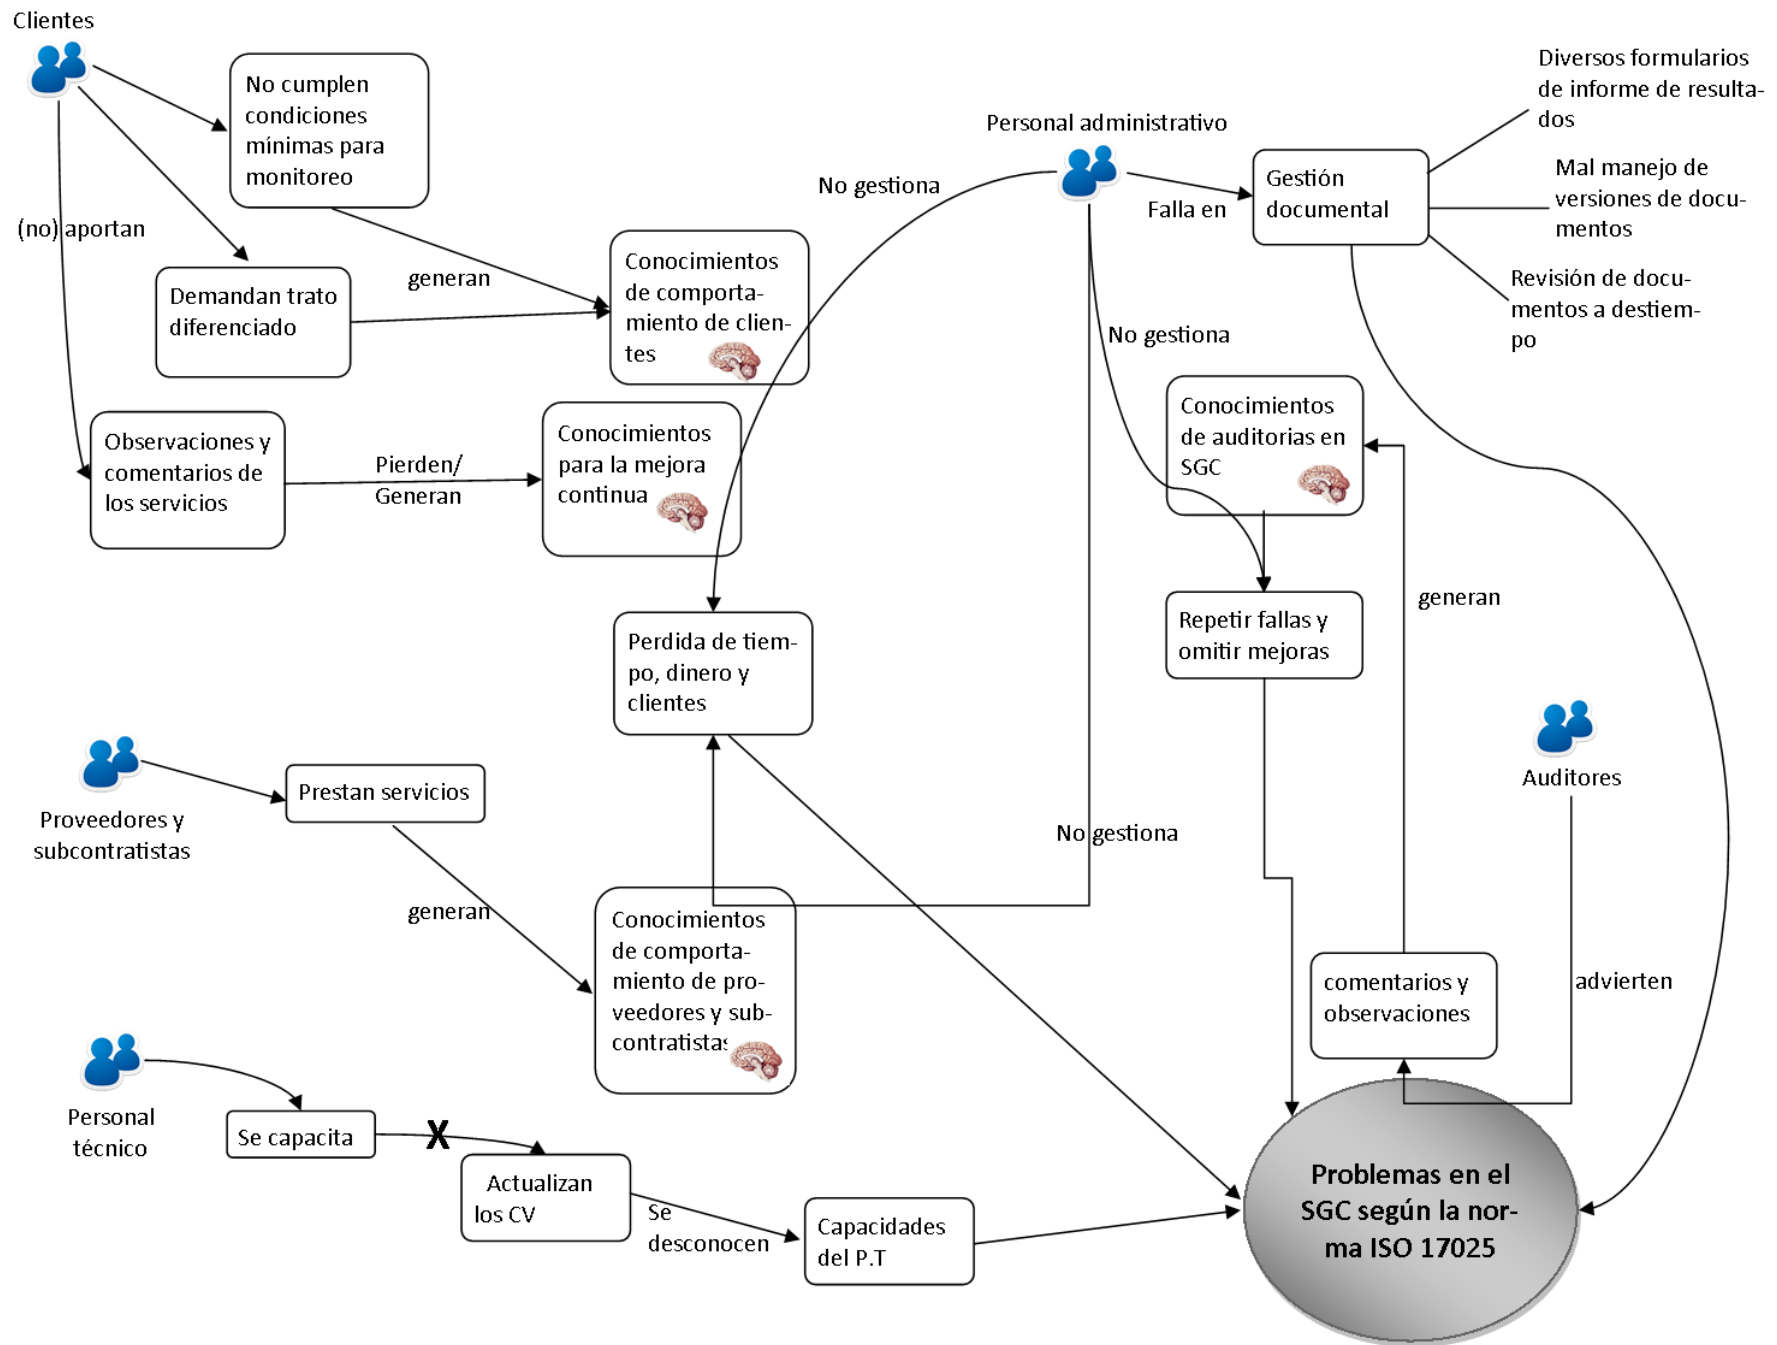 Clientes
No cumplen
condiciones
mínimas para
monitoreo
(no) aportan
Demandan trato
diferenciado
generan
Conocimientos
de comporta-
miento de clien-
tes
Observaciones y
comentarios de
los servicios
Pierden/
Generan
Conocimientos
para la mejora
continua
Personal administrativo
No gestiona
Falla en
Gestión
documental
Diversos formularios
de informe de resulta-
dos
Mal manejo de
versiones de docu-
mentos
Revisión de docu-
mentos a destiem-
po
No gestiona
Conocimientos
de auditorias en
SGC
generan
Repetir fallas y
omitir mejoras
Perdida de tiem-
po, dinero y
clientes
Auditores
Prestan servicios
Proveedores y
subcontratistas
No gestiona
generan
Conocimientos
de comporta-
miento de pro-
veedores y sub-
contratistas
comentarios y
observaciones
advierten
Personal
técnico
Se capacita
X
Actualizan
los CV
Se
desconocen
Capacidades
del P.T
Problemas en el
SGC según la nor-
ma ISO 17025